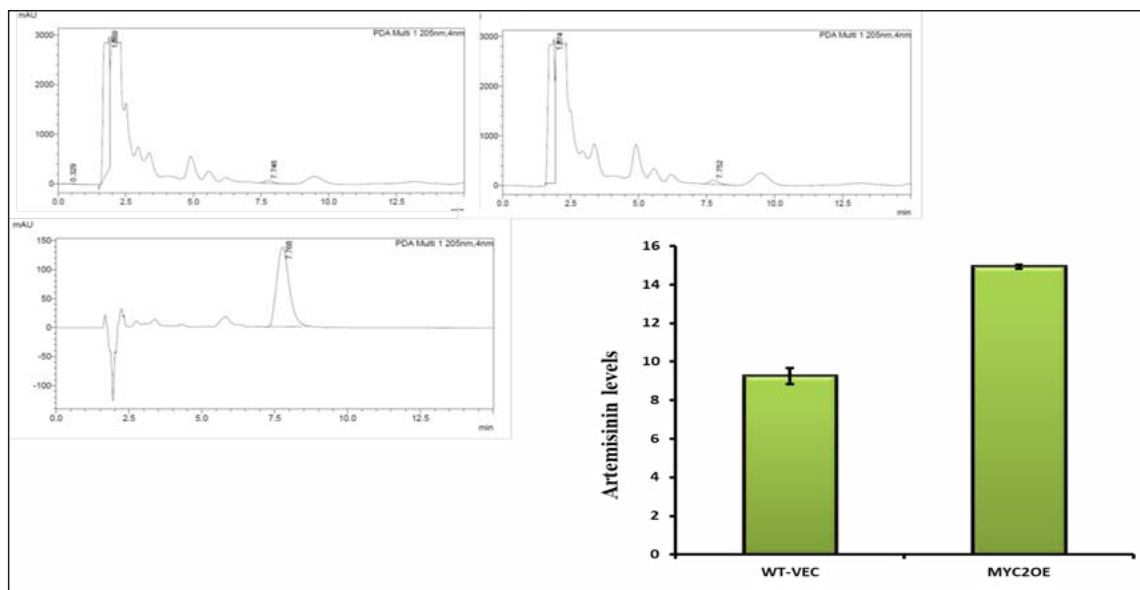 mAU
PDA Multi 1 205nm,4nm
3000
2000
1000
0
0.329
7.746
0.0 2.5 5.0 7.5 10.0 12.5
PDA Multi 1 205nm,4nm
3000
2000
1000
0
7.752
0.0 2.5 5.0 7.5 10.0 12.5
min
mAU
PDA Multi 1 205nm,4nm
150
100
50
0
-50
-100
7.768
0.0 2.5 5.0 7.5 10.0 12.5
min
Artemisinin levels
16
14
12
10
8
6
4
2
0
WT-VEC MYC2OE